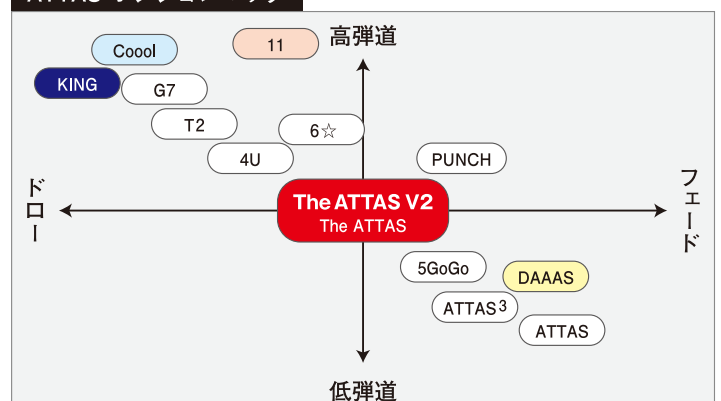 高弾道
11
Coool
KING
G7
T2
6☆
4U
PUNCH
ドロー
The ATTAS V2
The ATTAS
フェード
5GoGo
DAAAS
ATTAS3
ATTAS
低弾道